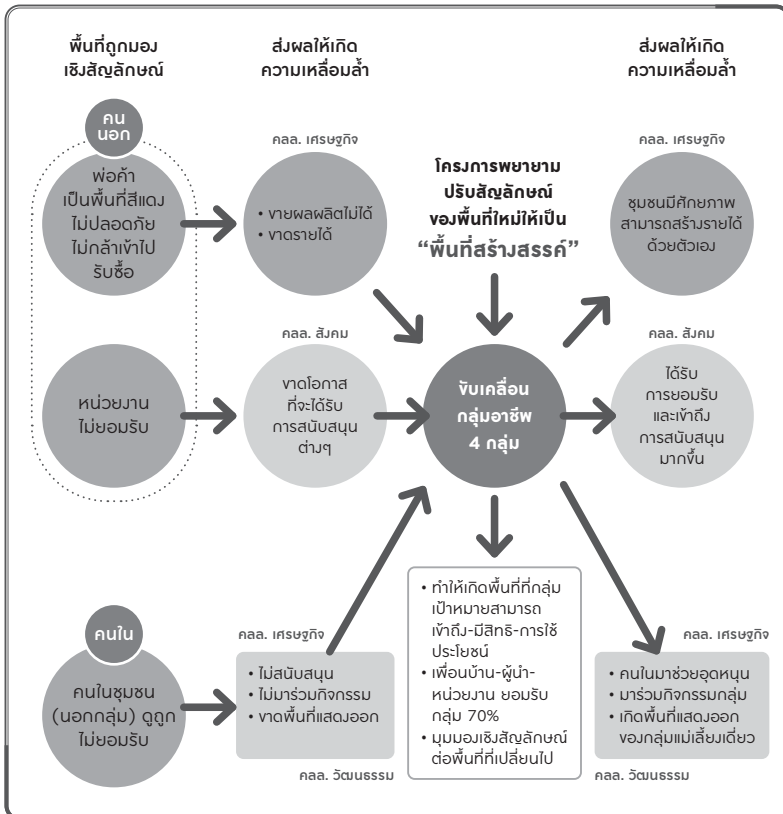 พื้นที่ถูกมอง
เชิงสัญลักษณ์
ส่งผลให้เกิด
ความเหลื่อมล้ำ
ส่งผลให้เกิด
ความเหลื่อมล้ำ
คน
นอก
พ่อค้า
เป็นพื้นที่สีแดง
ไม่ปลอดภัย
ไม่กล้าเข้าไป
รับซื้อ
คลล. เศรษฐกิจ
• ขายผลผลิตไม่ได้
• ขาดรายได้
โครงการพยายาม
ปรับสัญลักษณ์
ของพื้นที่ใหม่ให้เป็น
“พื้นที่สร้างสรรค์”
คลล. เศรษฐกิจ
ชุมชนมีศักยภาพ
สามารถสร้างรายได้
ด้วยตัวเอง
หน่วยงาน
ไม่ยอมรับ
คลล. สังคม
ขาดโอกาส
ที่จะได้รับ
การสนับสนุน
ต่างๆ
ขับเคลื่อน
กลุ่มอาชีพ
4 กลุ่ม
คลล. สังคม
ได้รับ
การยอมรับ
และเข้าถึง
การสนับสนุน
มากขึ้น
คนใน
คนในชุมชน
(นอกกลุ่ม) ดูถูก
ไม่ยอมรับ
คลล. เศรษฐกิจ
• ไม่สนับสนุน
• ไม่มาร่วมกิจกรรม
• ขาดพื้นที่แสดงออก
คลล. วัฒนธรรม
• ทำให้เกิดพื้นที่ที่กลุ่ม
เป้าหมายสามารถ
เข้าถึง-มีสิทธิ-การใช้
ประโยชน์
• เพื่อนบ้าน-ผู้นำ-
หน่วยงาน ยอมรับ
กลุ่ม 70%
• มุมมองเชิงสัญลักษณ์
ต่อพื้นที่ที่เปลี่ยนไป
คลล. เศรษฐกิจ
• คนในมาช่วยอุดหนุน
• มาร่วมกิจกรรมกลุ่ม
• เกิดพื้นที่แสดงออก
ของกลุ่มแม่เลี้ยงเดี่ยว
คลล. วัฒนธรรม